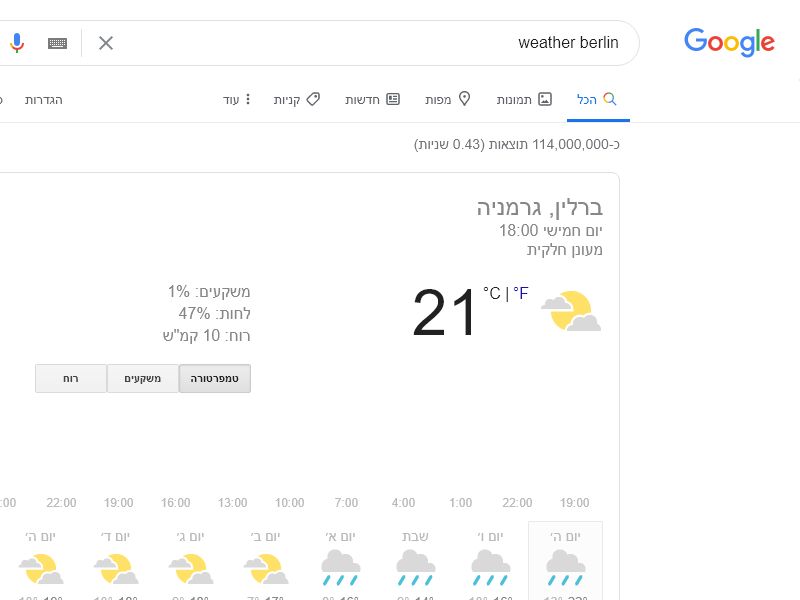 weather berlin
Google
הכל
תמונות
מפות
חדשות
קניות
עוד
הגדרות
כ-114,000,000 תוצאות (0.43 שניות)
ברלין, גרמניה
יום חמישי 18:00
מעונן חלקית
21
°C | °F
משקעים: 1%
לחות: 47%
רוח: 10 קמ"ש
טמפרטורה
משקעים
רוח
19:00
22:00
1:00
4:00
7:00
10:00
13:00
16:00
19:00
22:00
יום ה׳
יום ו׳
שבת
יום א׳
יום ב׳
יום ג׳
יום ד׳
יום ה׳